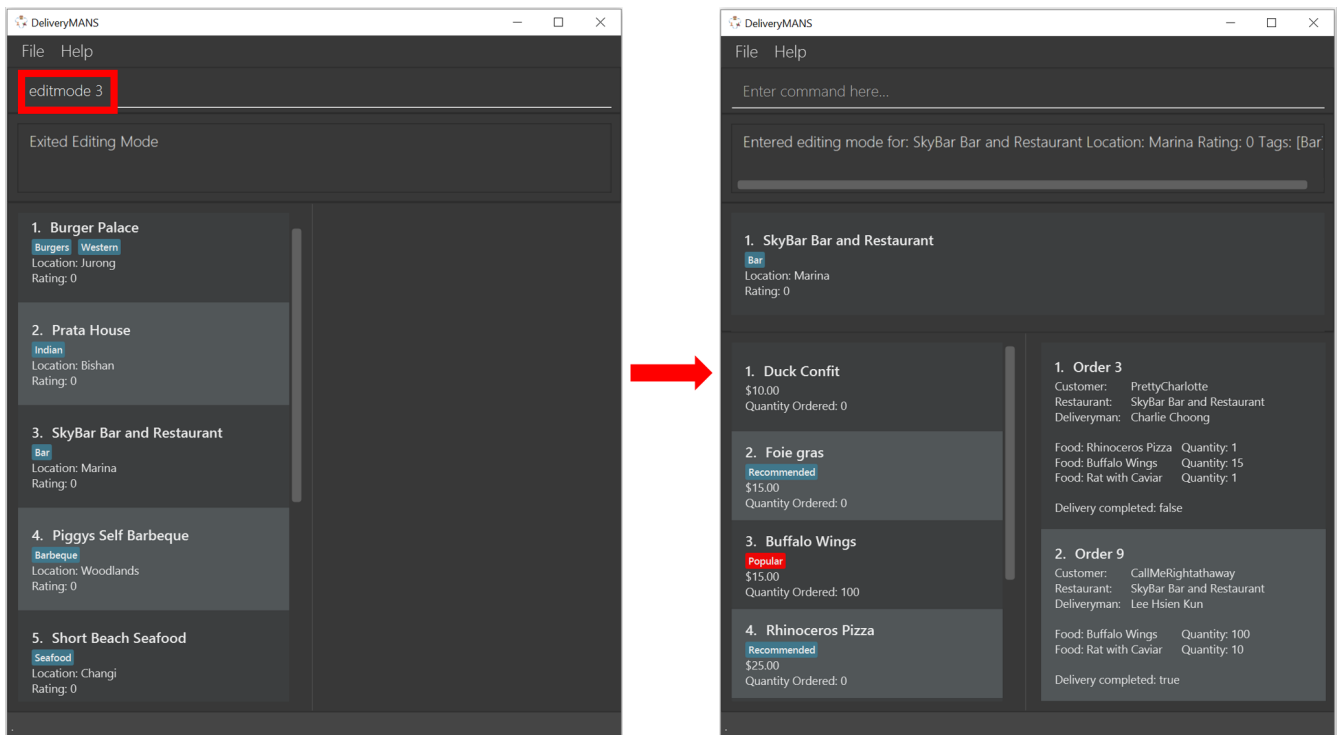 DeliveryMANS
File Help
editmode 3
Exited Editing Mode
1. Burger Palace
Burgers Western
Location: Jurong
Rating: 0
2. Prata House
Indian
Location: Bishan
Rating: 0
3. SkyBar Bar and Restaurant
Bar
Location: Marina
Rating: 0
4. Piggys Self Barbeque
Barbeque
Location: Woodlands
Rating: 0
5. Short Beach Seafood
Seafood
Location: Changi
Rating: 0
DeliveryMANS
File Help
Enter command here...
Entered editing mode for: SkyBar Bar and Restaurant Location: Marina Rating: 0 Tags: [Bar]
1. SkyBar Bar and Restaurant
Bar
Location: Marina
Rating: 0
1. Duck Confit
$10.00
Quantity Ordered: 0
2. Foie gras
Recommended
$15.00
Quantity Ordered: 0
3. Buffalo Wings
Popular
$15.00
Quantity Ordered: 100
4. Rhinoceros Pizza
Recommended
$25.00
Quantity Ordered: 0
1. Order 3
Customer: PrettyCharlotte
Restaurant: SkyBar Bar and Restaurant
Deliveryman: Charlie Choong
Food: Rhinoceros Pizza Quantity: 1
Food: Buffalo Wings Quantity: 15
Food: Rat with Caviar Quantity: 1
Delivery completed: false
2. Order 9
Customer: CallMeRightathaway
Restaurant: SkyBar Bar and Restaurant
Deliveryman: Lee Hsien Kun
Food: Buffalo Wings Quantity: 100
Food: Rat with Caviar Quantity: 10
Delivery completed: true